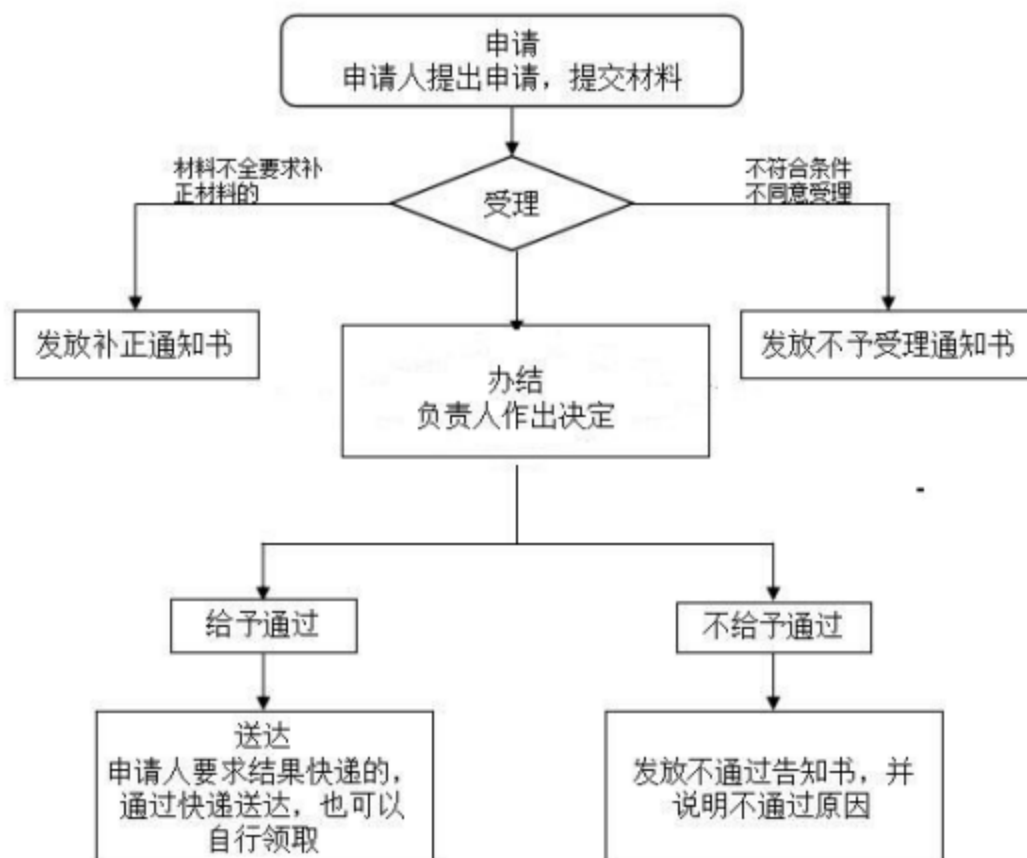 申请
申请人提出申请，提交材料
材料不全要求补
正材料的
受理
不符合条件
不同意受理
发放补正通知书
办结
负责人作出决定
发放不予受理通知书
给予通过
不给予通过
送达
申请人要求结果快递的，
通过快递送达，也可以
自行领取
发放不通过告知书，并
说明不通过原因